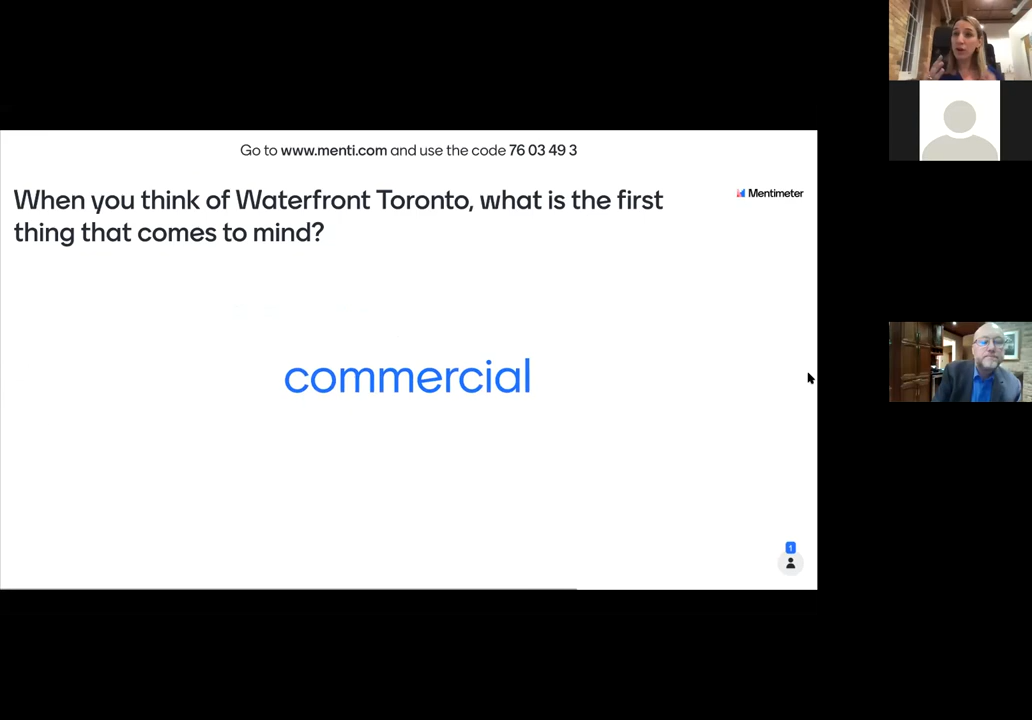 Go to www.menti.com and use the code 76 03 49 3
When you think of Waterfront Toronto, what is the first
thing that comes to mind?
Mentimeter
commercial
1